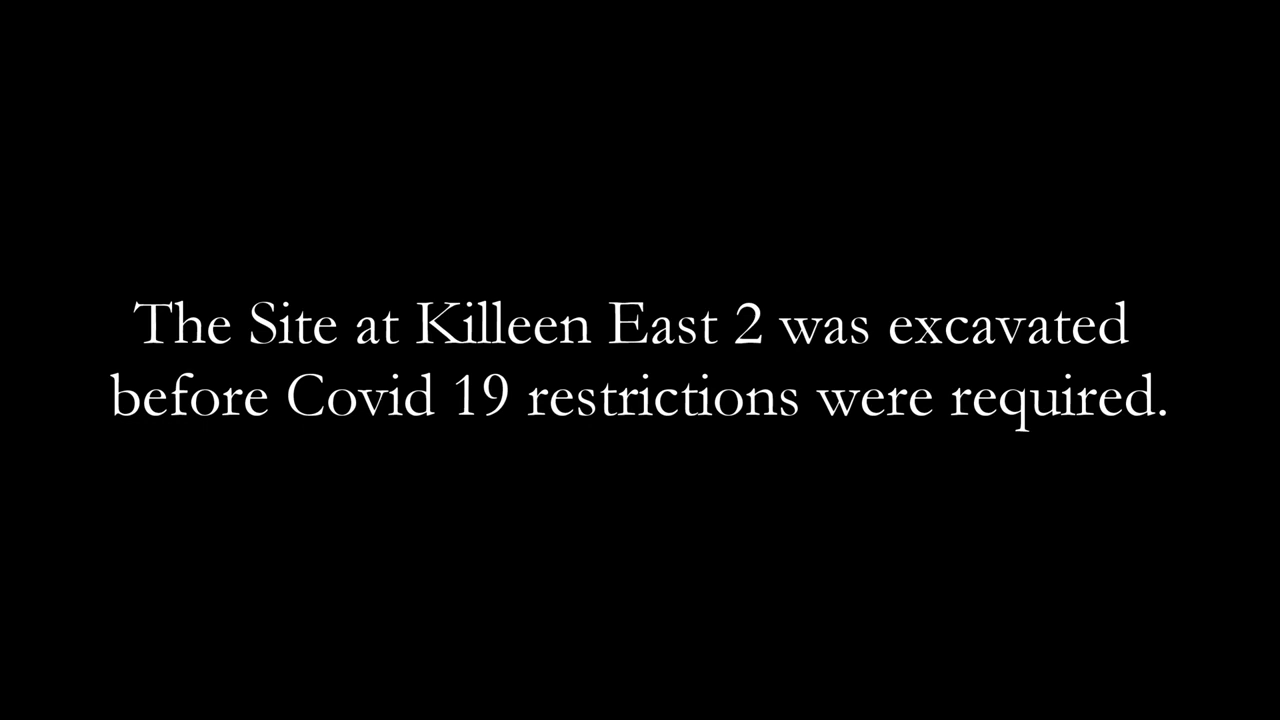 The Site at Killeen East 2 was excavated
before Covid 19 restrictions were required.